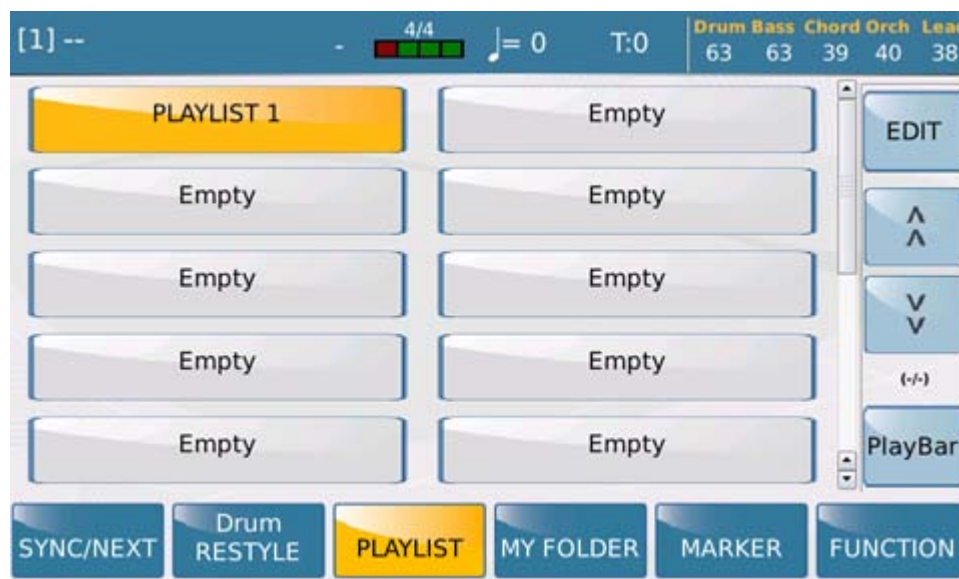 [1] -- - 4/4 ♩= 0 T:0
Drum Bass Chord Orch Lead
63 63 39 40 38
PLAYLIST 1 Empty
EDIT
Empty Empty
Empty Empty
Empty Empty
(-/-)
Empty Empty
PlayBar
SYNC/NEXT Drum RESTYLE PLAYLIST MY FOLDER MARKER FUNCTION